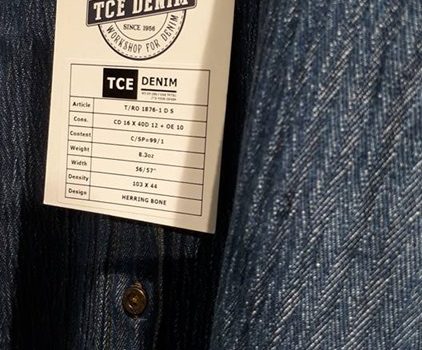 TCE DENIM
SINCE 1956
WORKSHOP FOR DENIM
TCE DENIM
Article T/RO 1876-1 D S
Cons. CD 16 X 40D 12 + OE 10
Content C/SP=99/1
Weight 8.3oz
Width 56/57"
Density 103 X 44
Design HERRING BONE